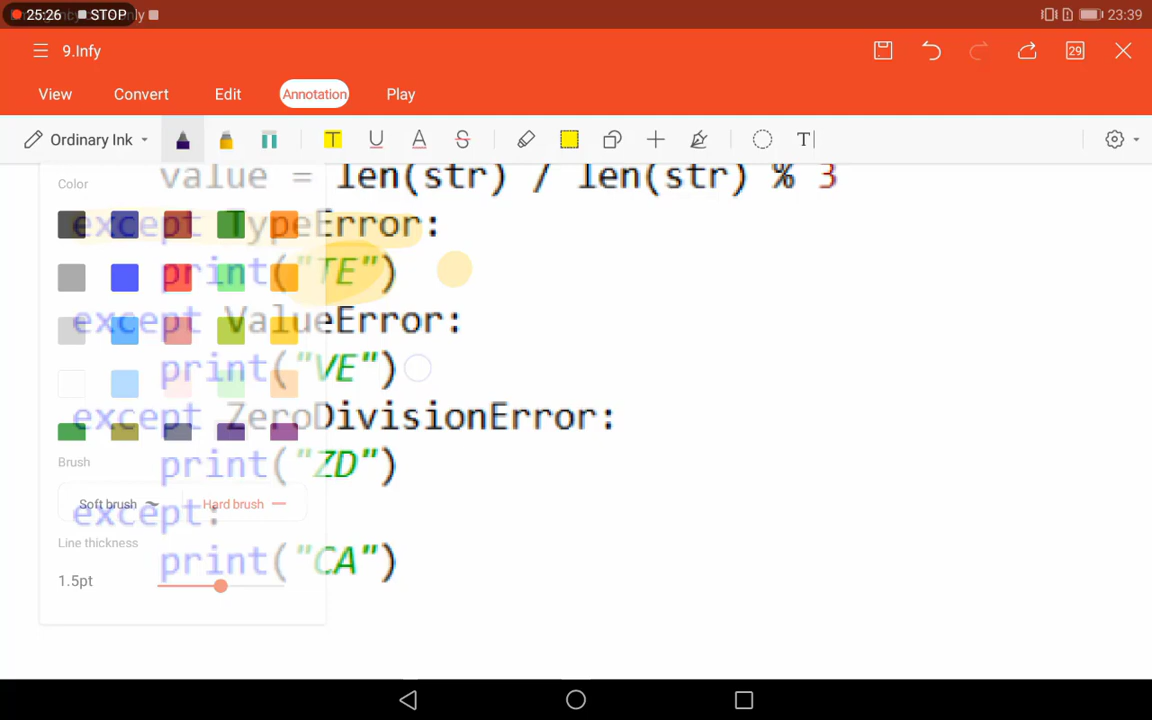 25:26 STOP nly 23:39
9.Infy 29
View Convert Edit Annotation Play
Ordinary Ink T U A S T
value = len(str) / len(str) % 3
Color
except TypeError:
print("TE")
except ValueError:
print("VE")
except ZeroDivisionError:
Brush
print("ZD")
Soft brush Hard brush
except:
Line thickness
print("CA")
1.5pt